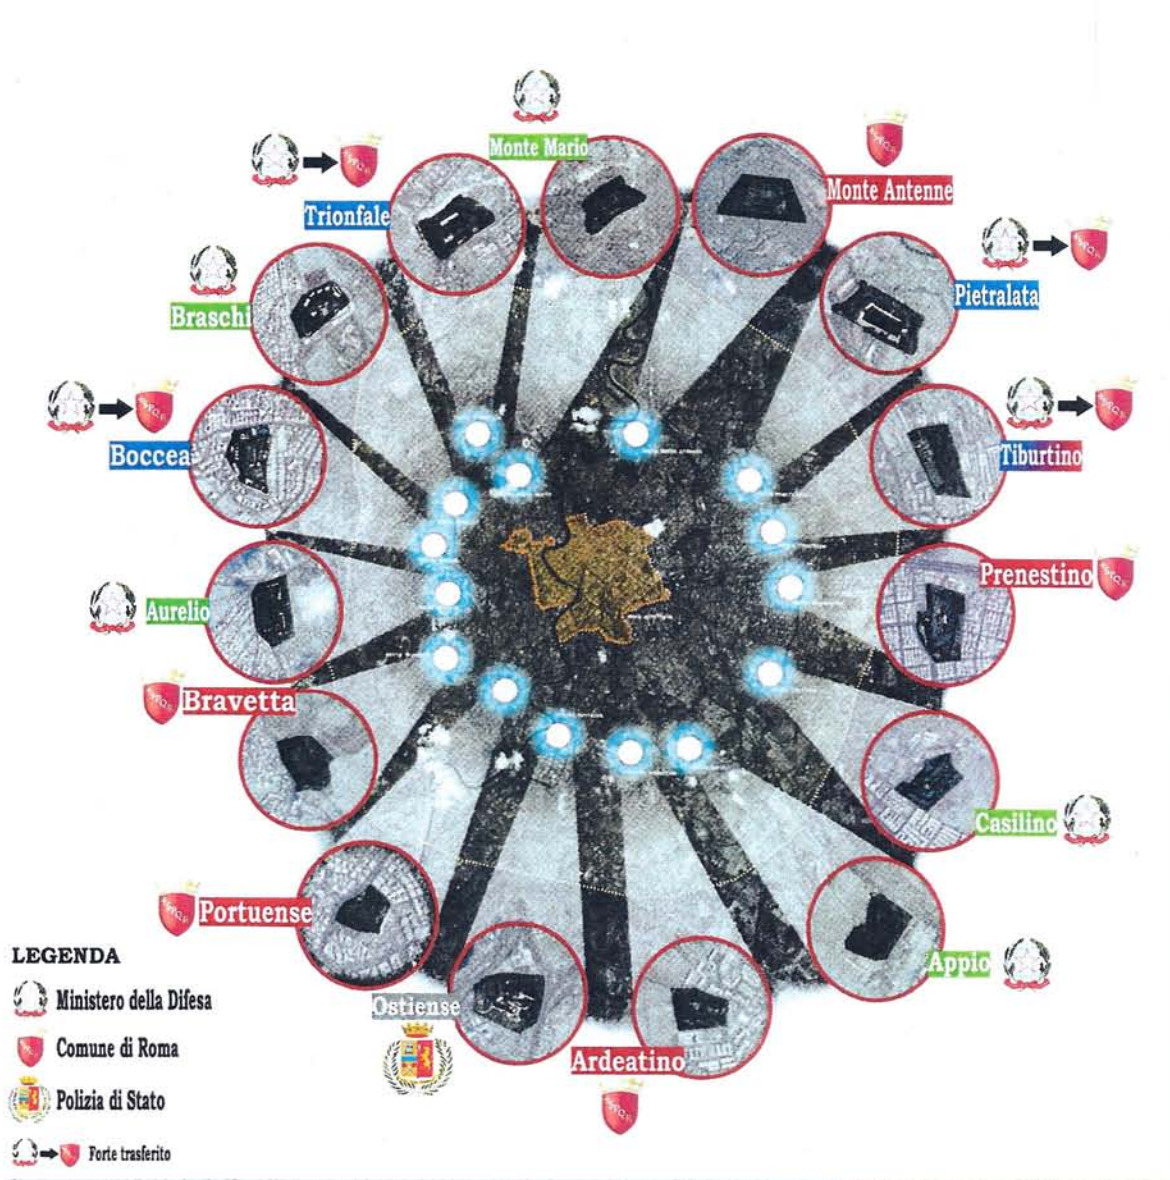 Monte Mario
Monte Antenne
Trionfale
Pietralata
Braschi
Boccea
Tiburtino
Prenestino
Aurelio
Bravetta
Casilino
Portuense
Appio
Ostiense
Ardeatino
LEGENDA
Ministero della Difesa
Comune di Roma
Polizia di Stato
Forte trasferito